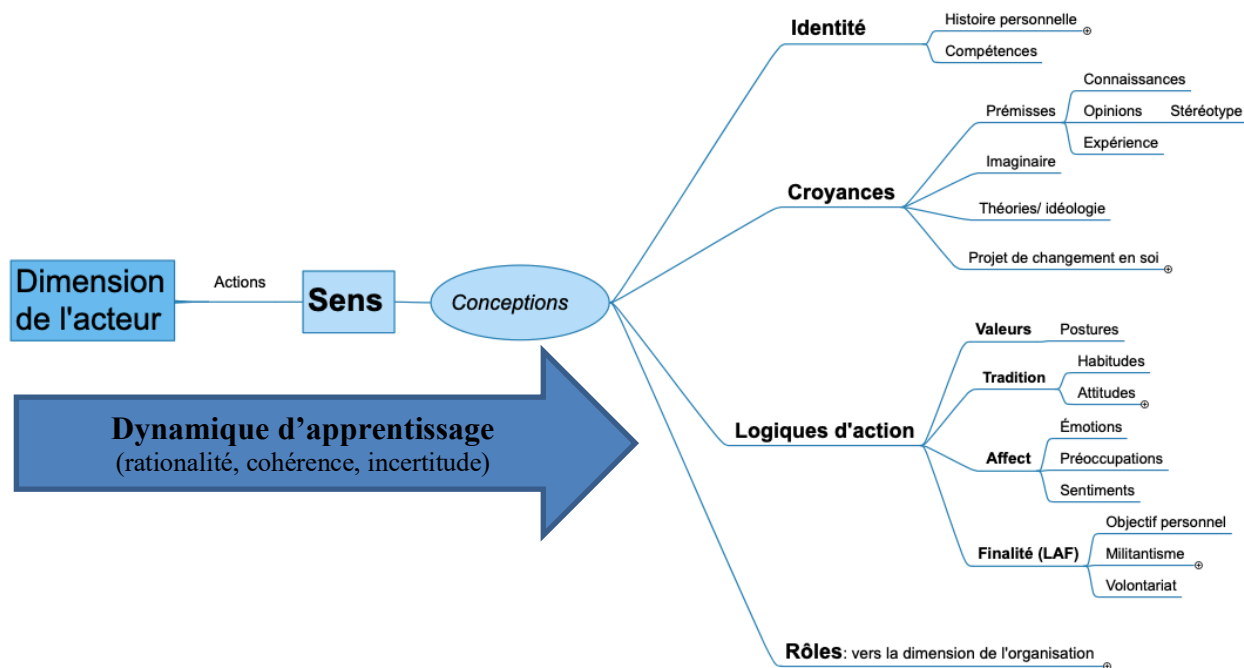 Dimension
de l'acteur
Actions
Sens
Conceptions
Dynamique d'apprentissage
(rationalité, cohérence, incertitude)
Identité
Histoire personnelle
Compétences
Croyances
Prémisses
Connaissances
Opinions
Stéréotype
Expérience
Imaginaire
Théories/ idéologie
Projet de changement en soi
Logiques d'action
Valeurs
Postures
Tradition
Habitudes
Attitudes
Affect
Émotions
Préoccupations
Sentiments
Finalité (LAF)
Objectif personnel
Militantisme
Volontariat
Rôles: vers la dimension de l'organisation